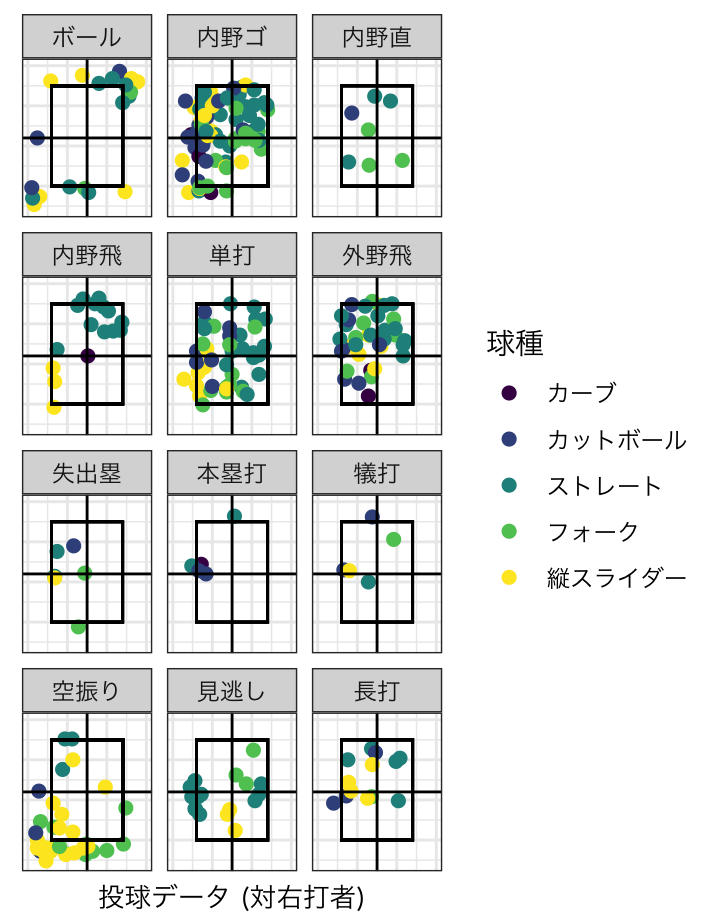 ボール
内野ゴ
内野直
内野飛
単打
外野飛
失出塁
本塁打
犠打
空振り
見逃し
長打
球種
カーブ
カットボール
ストレート
フォーク
縦スライダー
投球データ (対右打者)